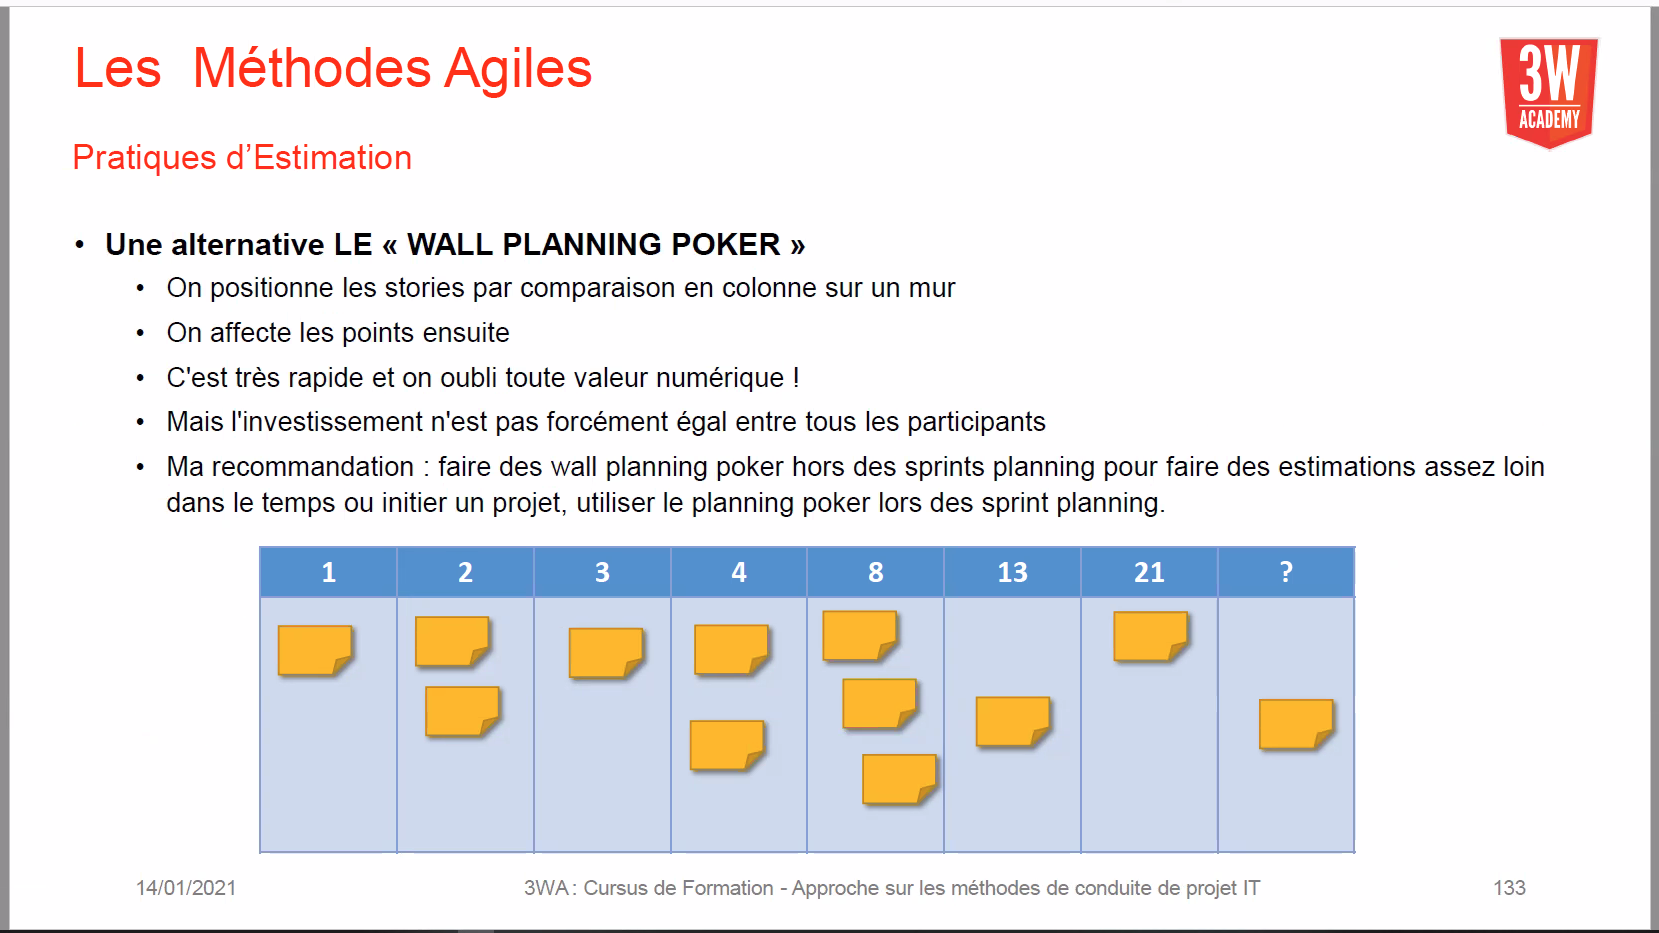 Les  Méthodes Agiles
3W
ACADEMY
Pratiques d’Estimation
• Une alternative LE « WALL PLANNING POKER »
• On positionne les stories par comparaison en colonne sur un mur
• On affecte les points ensuite
• C'est très rapide et on oubli toute valeur numérique !
• Mais l'investissement n'est pas forcément égal entre tous les participants
• Ma recommandation : faire des wall planning poker hors des sprints planning pour faire des estimations assez loin
dans le temps ou initier un projet, utiliser le planning poker lors des sprint planning.
1 2 3 4 8 13 21 ?
14/01/2021 3WA : Cursus de Formation - Approche sur les méthodes de conduite de projet IT 133